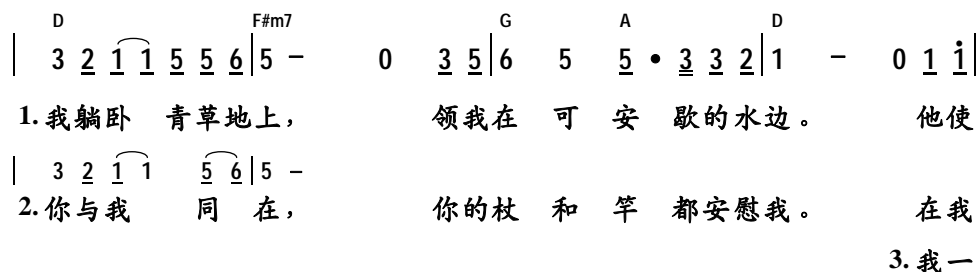 D F#m7 G A D
| 3 2 1 1 5 5 6 | 5 – 0 3 5 | 6 5 5 • 3 3 2 | 1 – 0 1 i |
1. 我躺卧 青草地上， 领我在 可 安 歇的水边。 他使
| 3 2 1 1 5 6 | 5 –
2. 你与我 同 在， 你的杖 和 竿 都安慰我。 在我
3. 我一